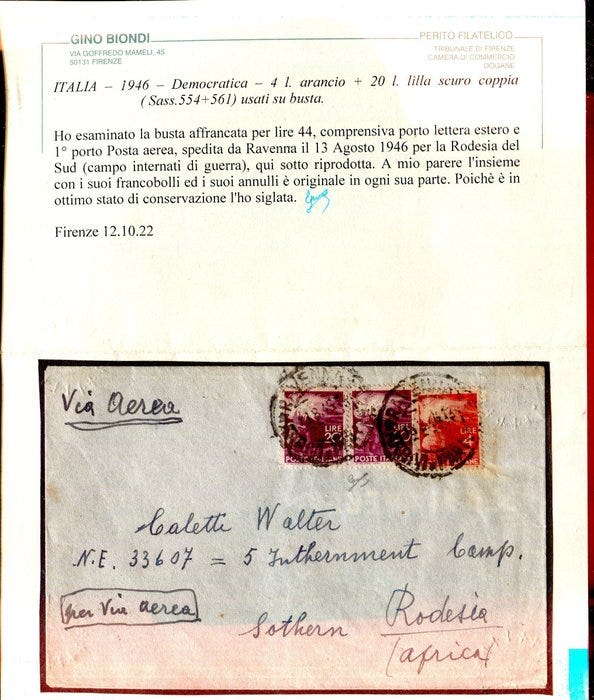 GINO BIONDI
VIA GOFFREDO MAMELI, 45
50131 FIRENZE
PERITO FILATELICO
TRIBUNALE DI FIRENZE
CAMERA DI COMMERCIO
DOGANE
ITALIA – 1946 – Democratica – 4 l. arancio + 20 l. lilla scuro coppia
(Sass.554+561) usati su busta.
Ho esaminato la busta affrancata per lire 44, comprensiva porto lettera estero e
1° porto Posta aerea, spedita da Ravenna il 13 Agosto 1946 per la Rodesia del
Sud (campo internati di guerra), qui sotto riprodotta. A mio parere l'insieme
con i suoi francobolli ed i suoi annulli è originale in ogni sua parte. Poichè è in
ottimo stato di conservazione l'ho siglata.
Firenze 12.10.22
Via Aerea
LIRE
20
POSTE ITALIANE
POSTE ITA
LIRE
4
Caletti Walter
N.E. 33607 = 5 Inthernment Camp.
per Via Aerea
Sothern Rodesia
(africa)